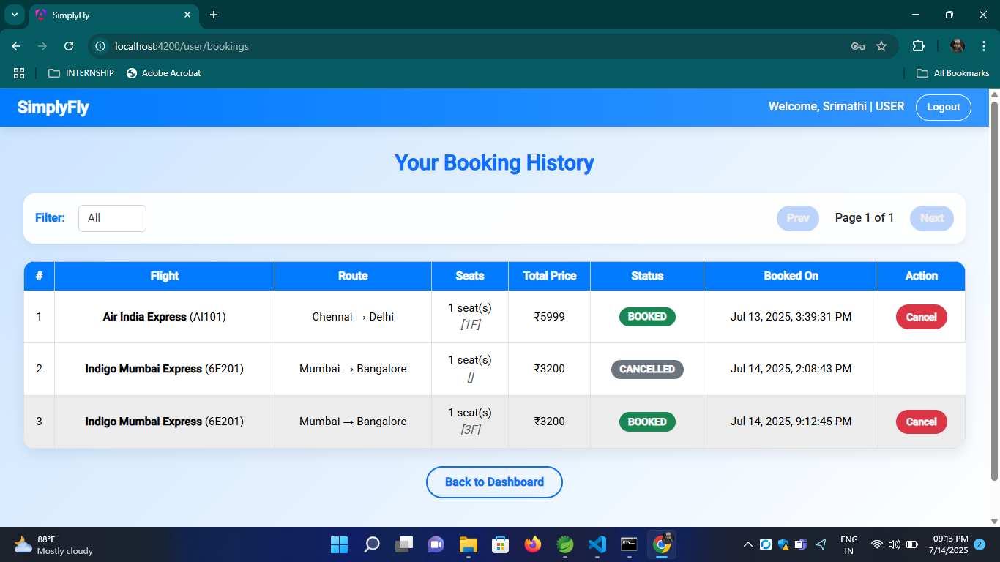 SimplyFly
localhost:4200/user/bookings
INTERNSHIP Adobe Acrobat All Bookmarks
SimplyFly Welcome, Srimathi | USER Logout
Your Booking History
Filter: All Prev Page 1 of 1 Next
# Flight Route Seats Total Price Status Booked On Action
1 Air India Express (AI101) Chennai → Delhi 1 seat(s) ₹5999 BOOKED Jul 13, 2025, 3:39:31 PM Cancel
[1F]
2 Indigo Mumbai Express (6E201) Mumbai → Bangalore 1 seat(s) ₹3200 CANCELLED Jul 14, 2025, 2:08:43 PM
[]
3 Indigo Mumbai Express (6E201) Mumbai → Bangalore 1 seat(s) ₹3200 BOOKED Jul 14, 2025, 9:12:45 PM Cancel
[3F]
Back to Dashboard
88°F
Mostly cloudy
ENG
IN
09:13 PM
7/14/2025
2